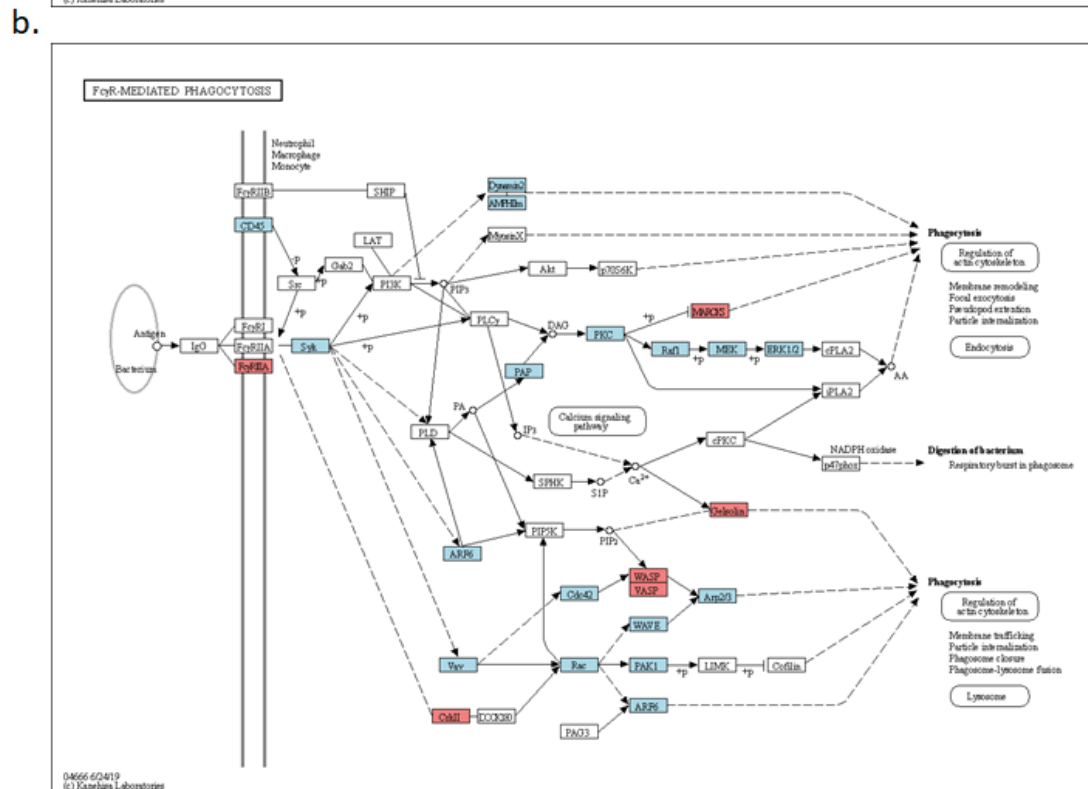 b.
FcγR-MEDIATED PHAGOCYTOSIS
Neutrophil
Macrophage
Monocyte
FcγRIIB
SHIP
Dynamin2
CD45
LAT
MyosinX
Phagocytosis
Regulation of
actin cytoskeleton
-p
Gab2
Src
+p
PI3K
PIP3
Akt
p70S6K
Membrane remodeling
Focal exocytosis
Pseudopod extention
Particle internalization
+p
+p
PLCγ
+p
MARCKS
Antigen
IgG
FcγRI
FcγRIIA
Syk
+p
DAG
PKC
Raf1
MEK
ERK1/2
cPLA2
+p
+p
Endocytosis
Bacterium
PAP
AA
iPLA2
PA
Calcium signaling
pathway
PLD
IP3
cPKC
NADPH oxidase
p47phox
Digestion of bacterium
Respiratory burst in phagosome
Ca2+
SPHK
S1P
Gelsolin
PIP5K
PIP2
ARF6
WASP
VASP
Cdc42
Arp2/3
Phagocytosis
Regulation of
actin cytoskeleton
WAVE
Membrane trafficking
Particle internalization
Phagosome closure
Phagosome-lysosome fusion
Vav
Rac
PAK1
+p
LIMK
+p
Cofilin
Lysosome
CrkII
DOCK180
ARF6
PAG3
04666 6/24/19
(c) Kanehisa Laboratories